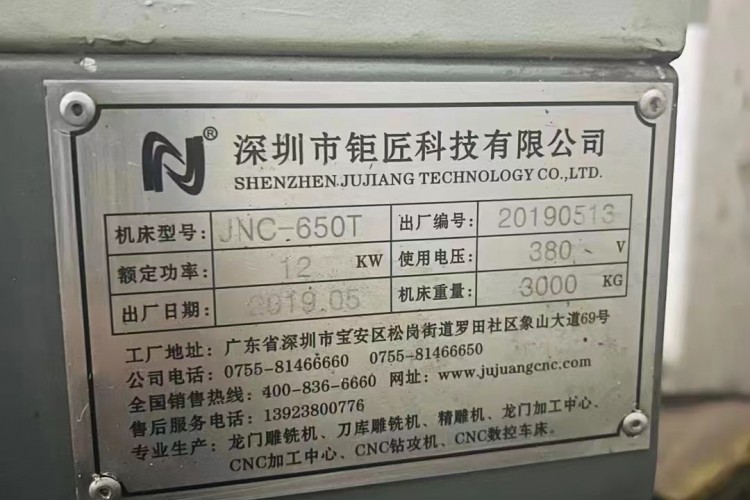 ® 深圳市钜匠科技有限公司
SHENZHEN.JUJIANG TECHNOLOGY CO.,LTD.
机床型号: JNC-650T 出厂编号: 20190513
额定功率: 12 KW 使用电压: 380 V
出厂日期: 2019.05 机床重量: 3000 KG
工厂地址: 广东省深圳市宝安区松岗街道罗田社区象山大道69号
公司电话: 0755-81466660 0755-81466650
全国销售热线: 400-836-6660 网址: www.jujuangcnc.com
售后服务电话: 13923800776
专业生产: 龙门雕铣机、刀库雕铣机、精雕机、龙门加工中心、
CNC加工中心、CNC钻攻机、CNC数控车床。